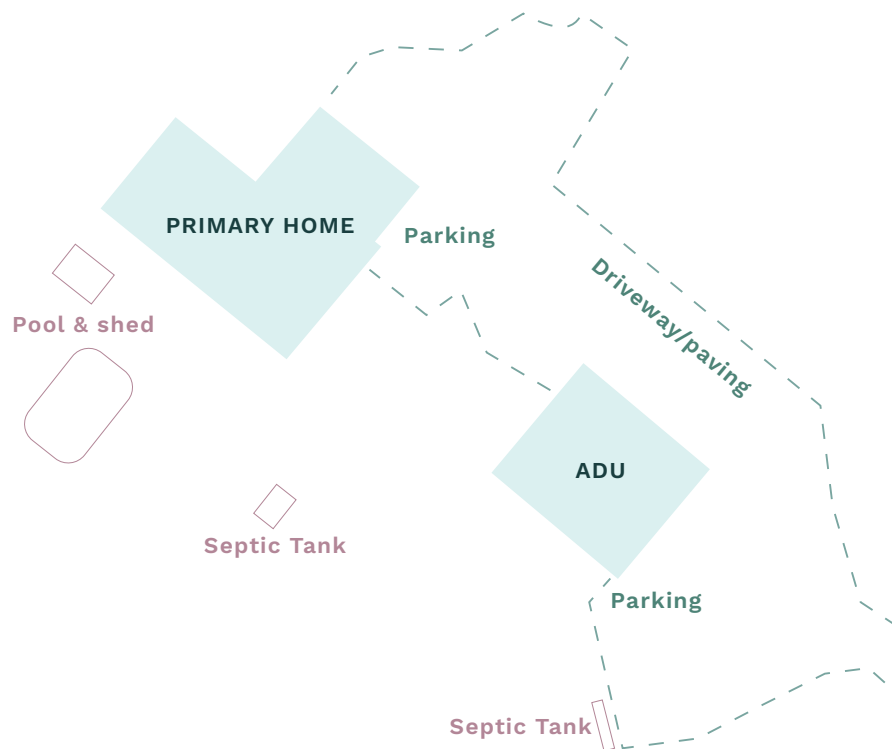 PRIMARY HOME
Parking
Driveway/paving
Pool & shed
ADU
Septic Tank
Parking
Septic Tank